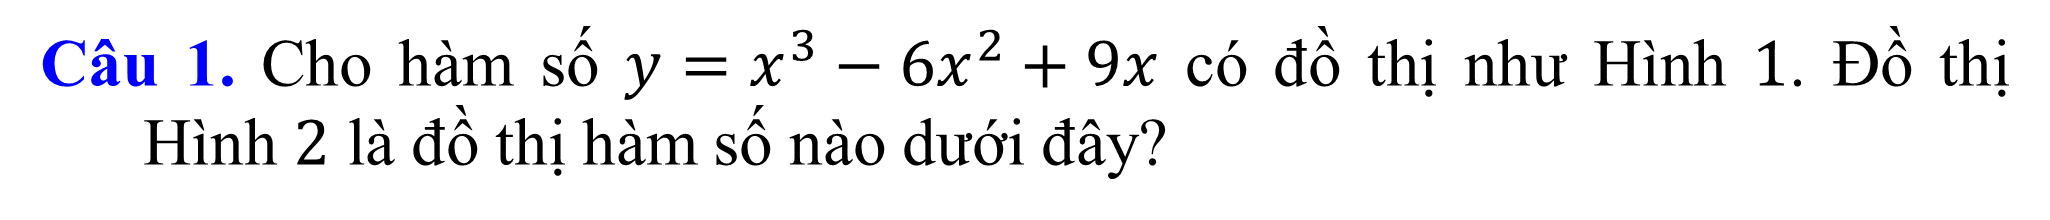 Câu 1. Cho hàm số y = x³ − 6x² + 9x có đồ thị như Hình 1. Đồ thị
Hình 2 là đồ thị hàm số nào dưới đây?